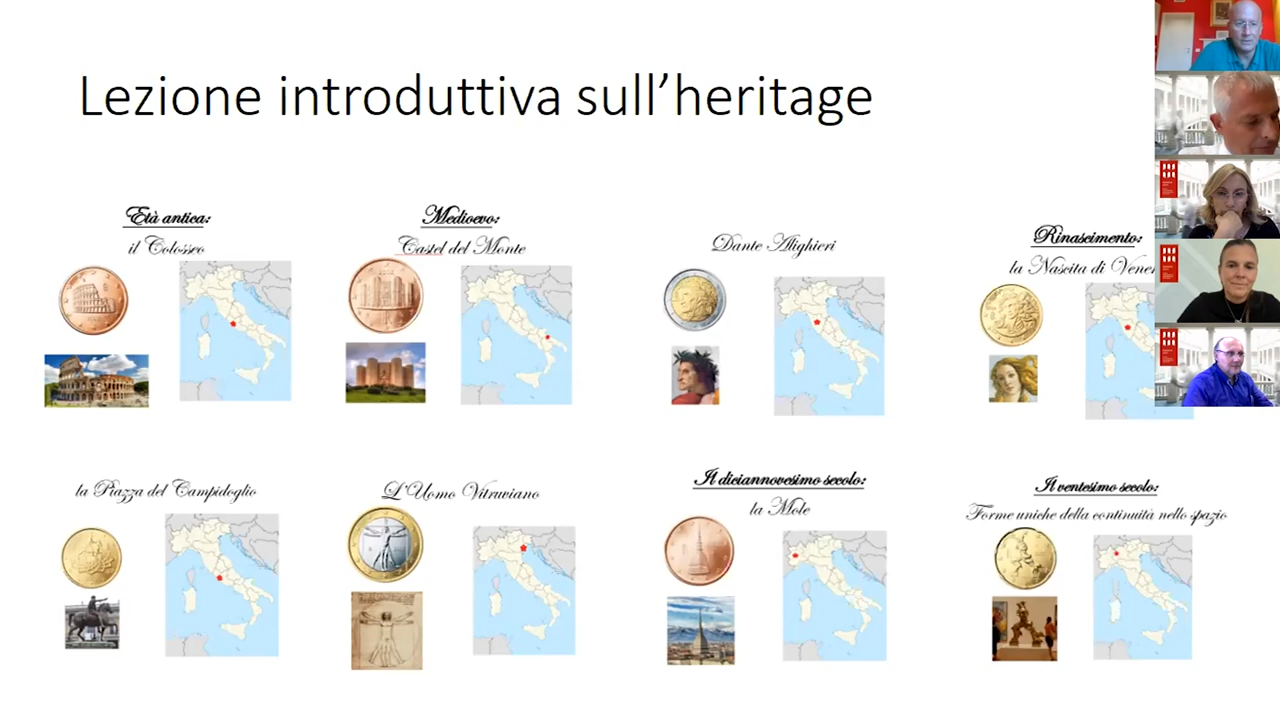 Lezione introduttiva sull’heritage
Età antica:
il Colosseo
Medioevo:
Castel del Monte
Dante Alighieri
Rinascimento:
la Nascita di Vener
la Piazza del Campidoglio
L'Uomo Vitruviano
Il diciannovesimo secolo:
la Mole
Il ventesimo secolo:
Forme uniche della continuità nello spazio